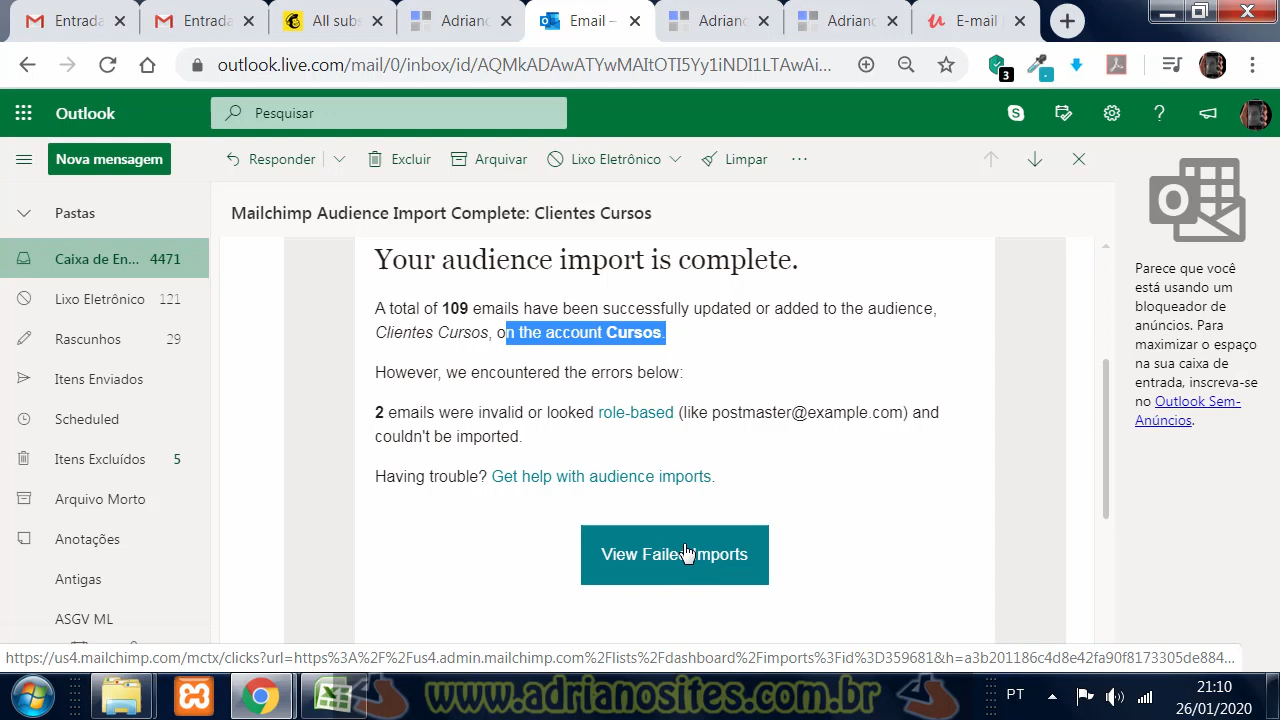 Entrada
Entrada
All subs
Adriano
Email –
Adriano
Adriano
E-mail
outlook.live.com/mail/0/inbox/id/AQMkADAwATYwMAItOTI5Yy1iNDI1LTAwAi...
3
Outlook
Pesquisar
Nova mensagem
Responder
Excluir
Arquivar
Lixo Eletrônico
Limpar
Pastas
Mailchimp Audience Import Complete: Clientes Cursos
Caixa de En... 4471
Lixo Eletrônico 121
Rascunhos 29
Itens Enviados
Scheduled
Itens Excluídos 5
Arquivo Morto
Anotações
Antigas
ASGV ML
Your audience import is complete.
A total of 109 emails have been successfully updated or added to the audience,
Clientes Cursos, on the account Cursos.
However, we encountered the errors below:
2 emails were invalid or looked role-based (like postmaster@example.com) and
couldn't be imported.
Having trouble? Get help with audience imports.
View Failed Imports
Parece que você
está usando um
bloqueador de
anúncios. Para
maximizar o espaço
na sua caixa de
entrada, inscreva-se
no Outlook Sem-
Anúncios.
https://us4.mailchimp.com/mctx/clicks?url=https%3A%2F%2Fus4.admin.mailchimp.com%2Flists%2Fdashboard%2Fimports%3Fid%3D359681&h=a3b201186c4d8e42fa90f8173305de884...
www.adrianosites.com.br
PT
21:10
26/01/2020